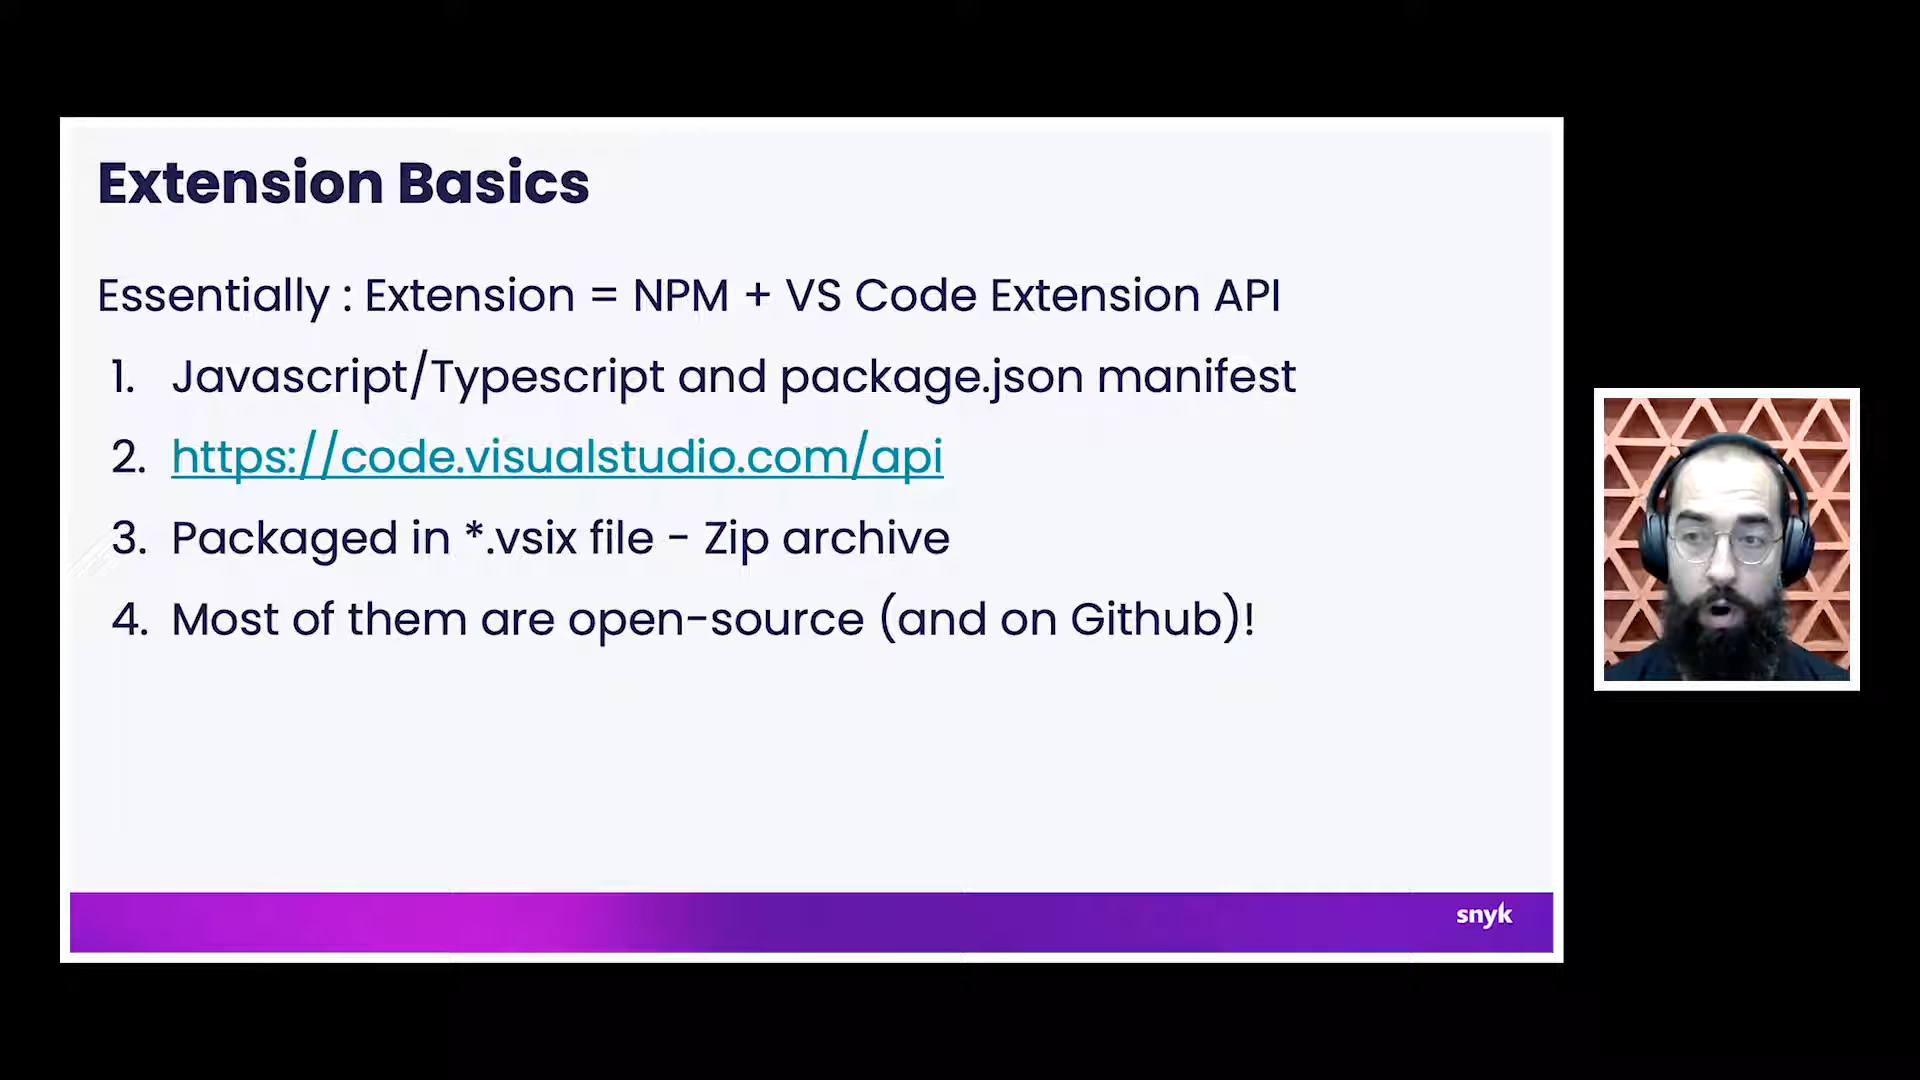 Extension Basics
Essentially : Extension = NPM + VS Code Extension API
1. Javascript/Typescript and package.json manifest
2. https://code.visualstudio.com/api
3. Packaged in *.vsix file - Zip archive
4. Most of them are open-source (and on Github)!
snyk